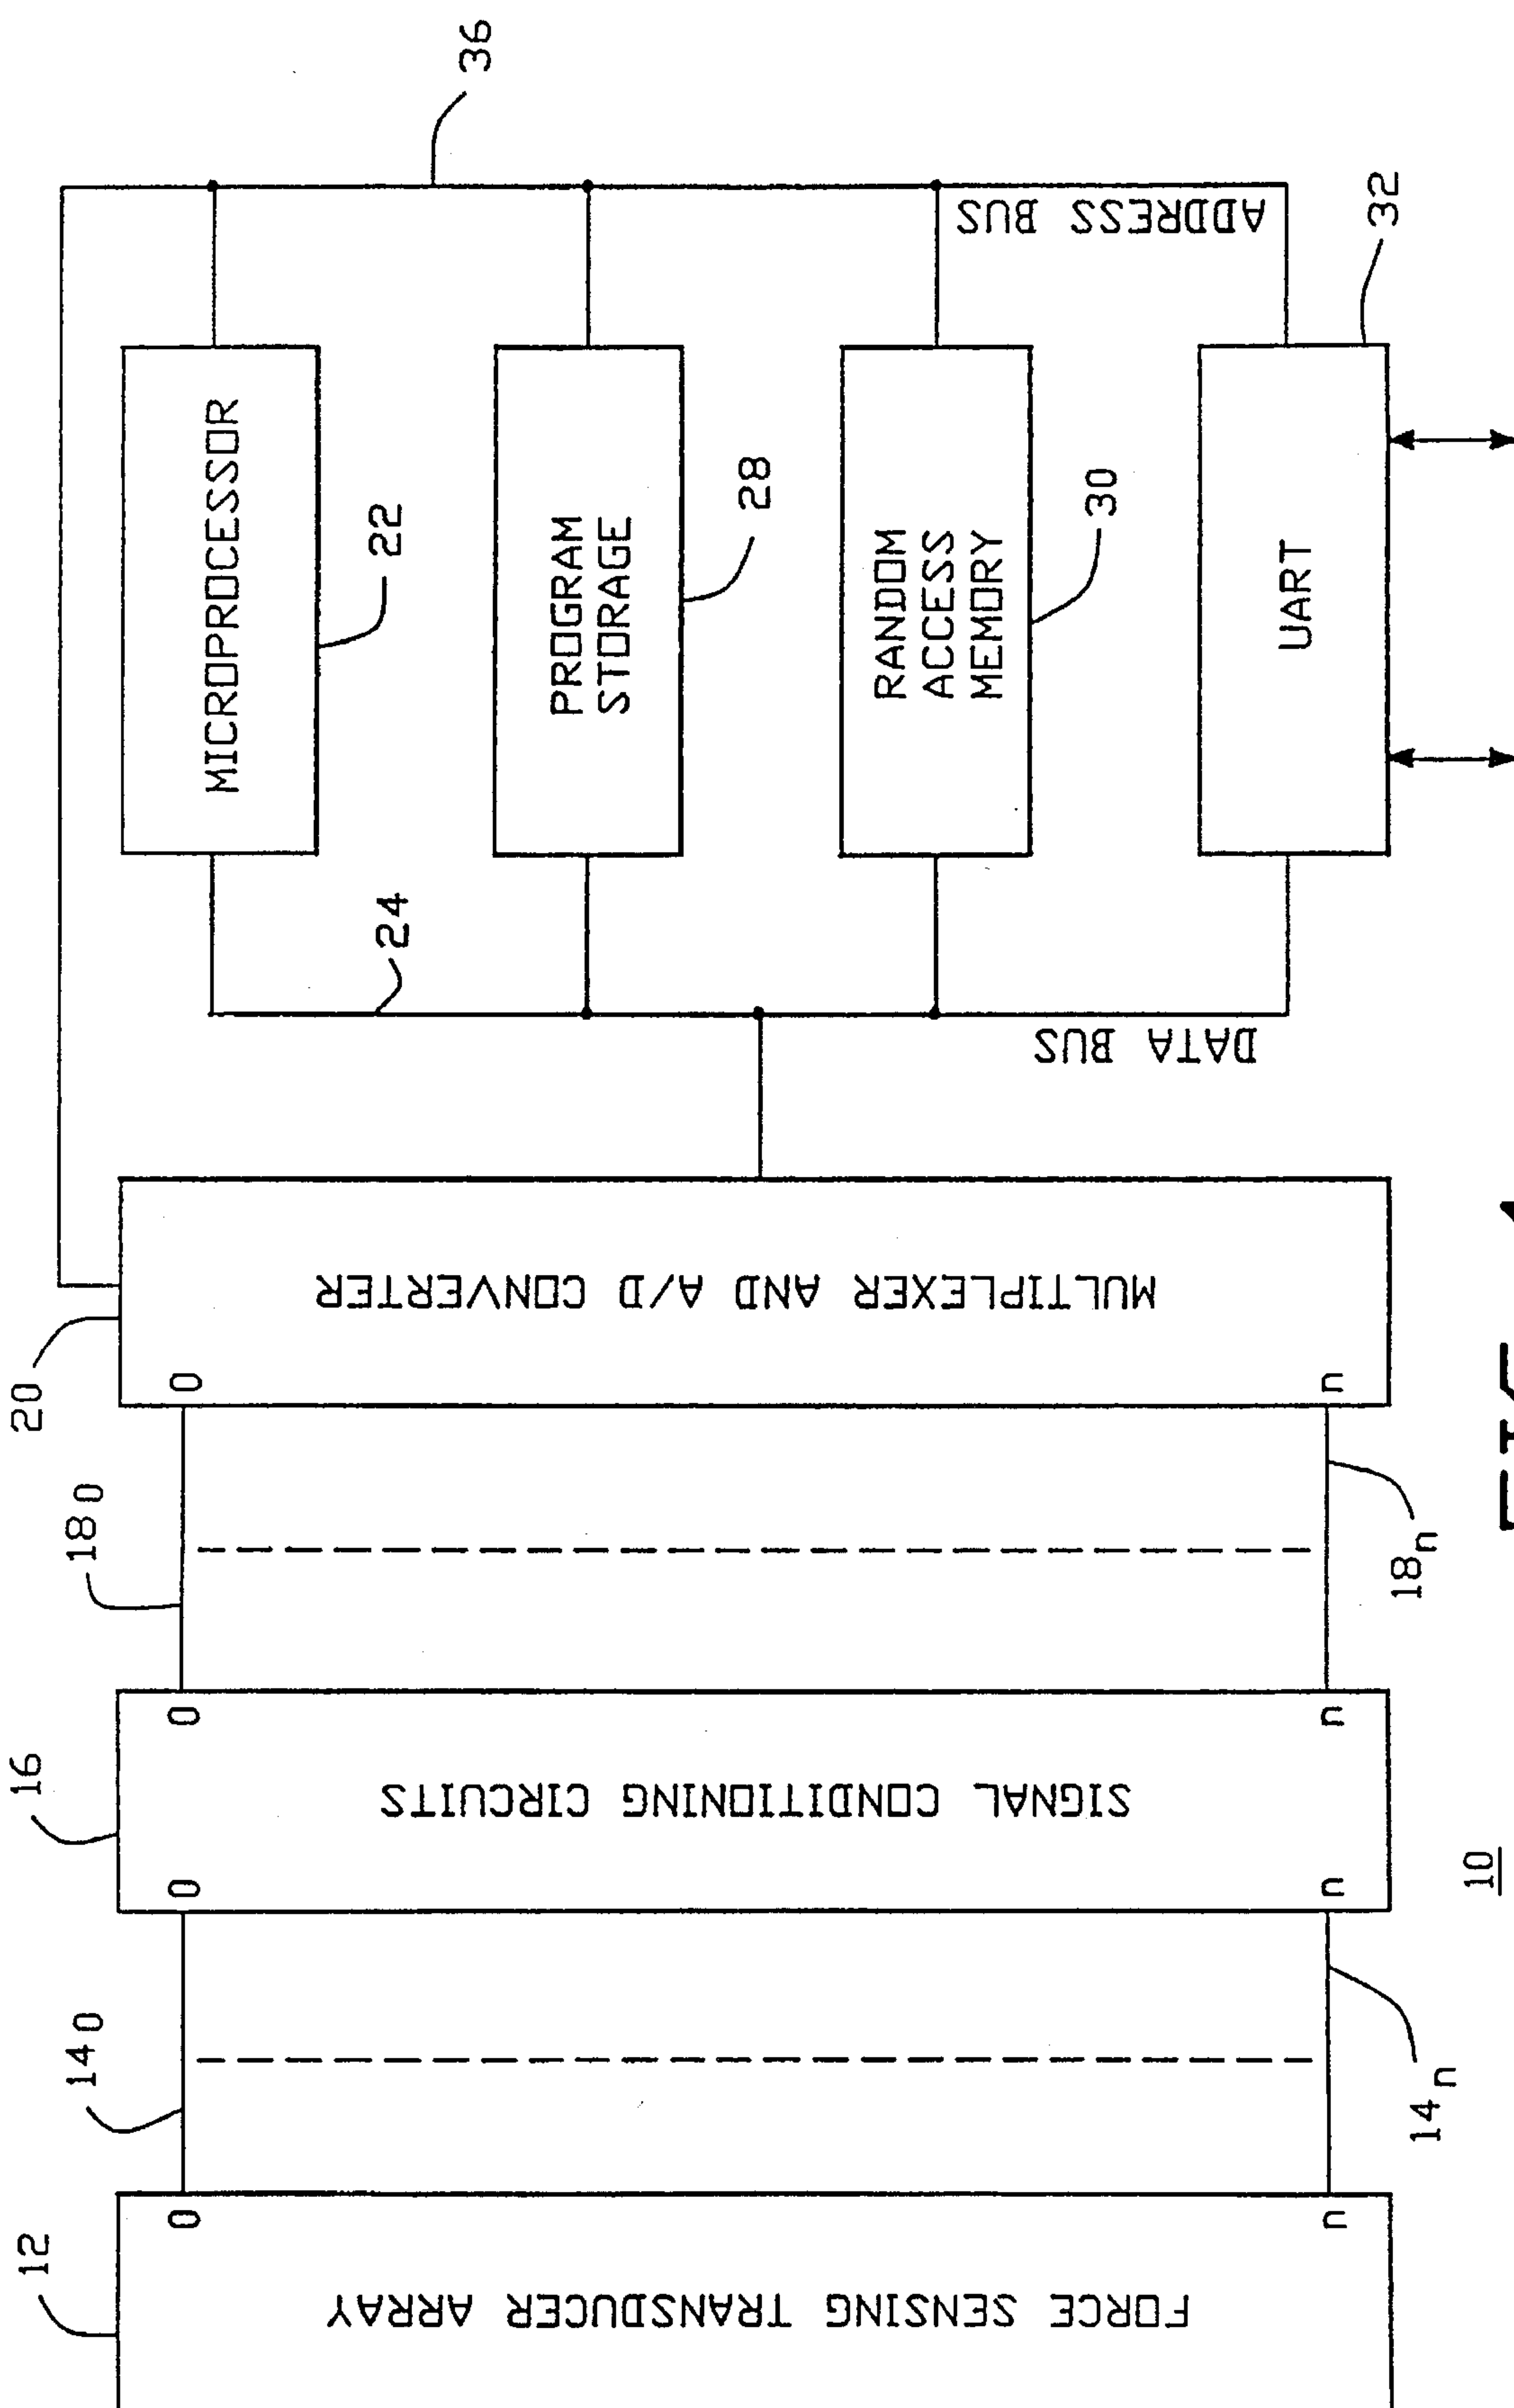 12
FORCE SENSING TRANSDUCER ARRAY
0
n
14 0
14 n
16
SIGNAL CONDITIONING CIRCUITS
0
0
n
n
18 0
18 n
20
MULTIPLEXER AND A/D CONVERTER
0
n
24
DATA BUS
MICROPROCESSOR
22
PROGRAM
STORAGE
28
RANDOM
ACCESS
MEMORY
30
UART
32
ADDRESS BUS
36
10